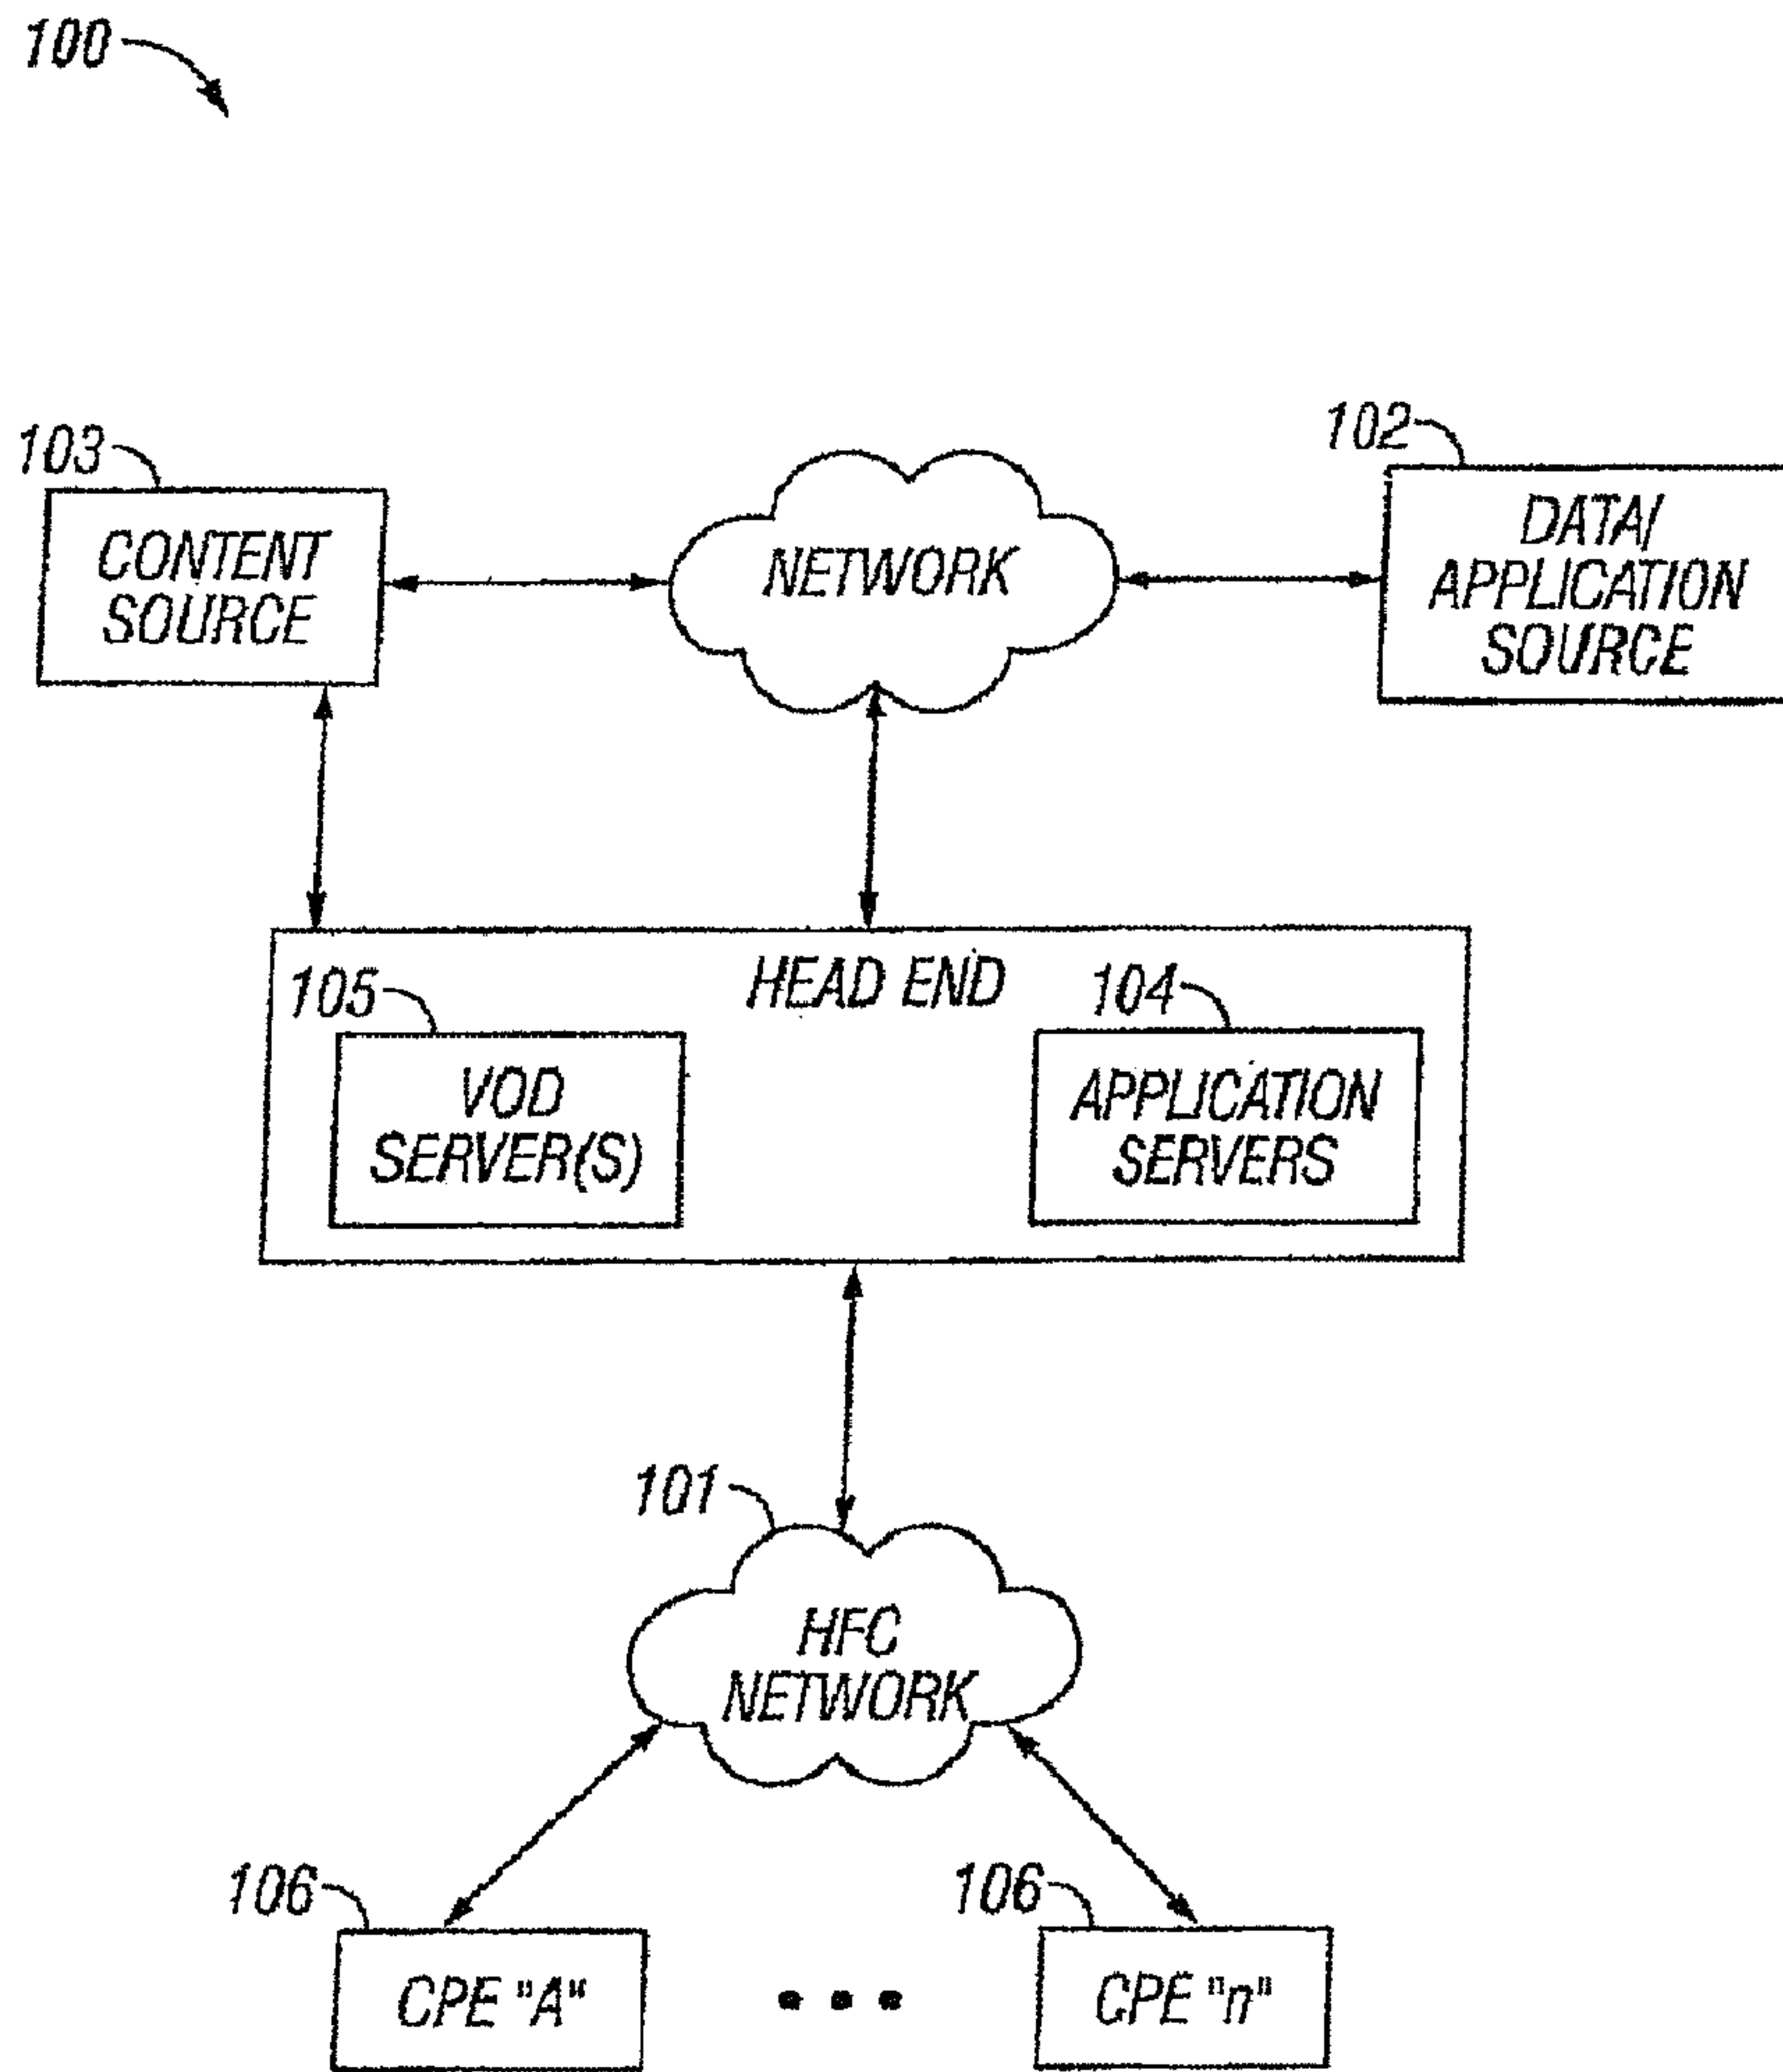 100
103
102
CONTENT
SOURCE
NETWORK
DATA/
APPLICATION
SOURCE
HEAD END
105
104
VOD
SERVER(S)
APPLICATION
SERVERS
101
HFC
NETWORK
106
106
CPE "A"
CPE "n"